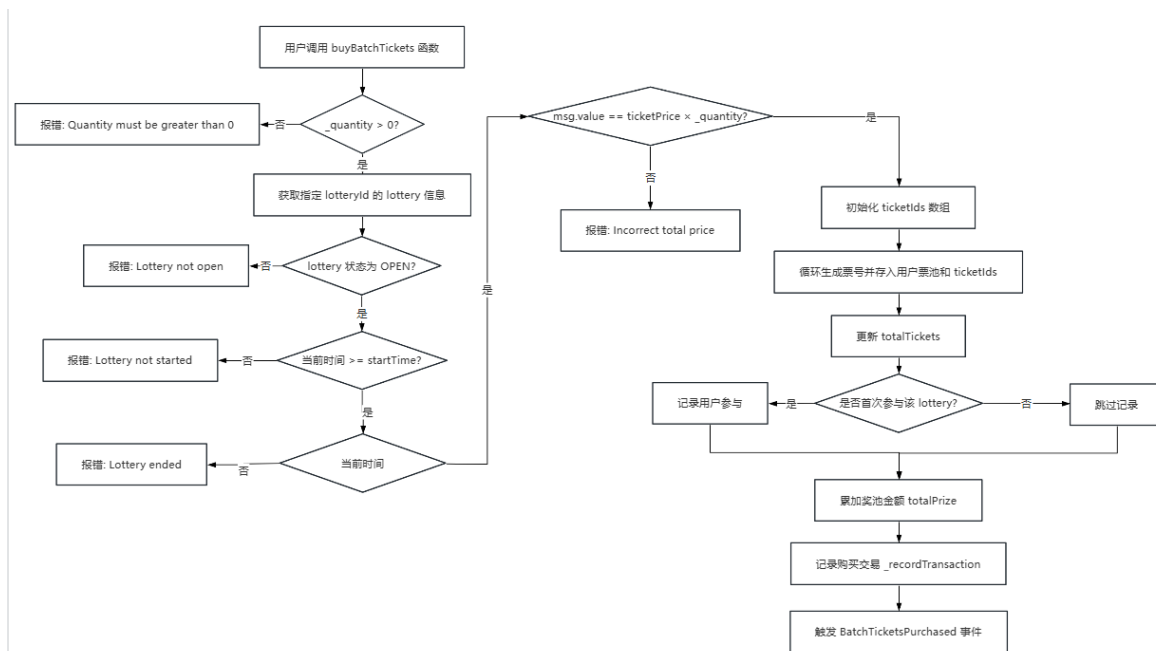 用户调用 buyBatchTickets 函数
_quantity > 0?
否
报错: Quantity must be greater than 0
是
获取指定 lotteryId 的 lottery 信息
lottery 状态为 OPEN?
否
报错: Lottery not open
是
当前时间 >= startTime?
否
报错: Lottery not started
是
当前时间
否
报错: Lottery ended
是
msg.value == ticketPrice × _quantity?
否
报错: Incorrect total price
是
初始化 ticketIds 数组
循环生成票号并存入用户票池和 ticketIds
更新 totalTickets
是否首次参与该 lottery?
是
记录用户参与
否
跳过记录
累加奖池金额 totalPrize
记录购买交易 _recordTransaction
触发 BatchTicketsPurchased 事件